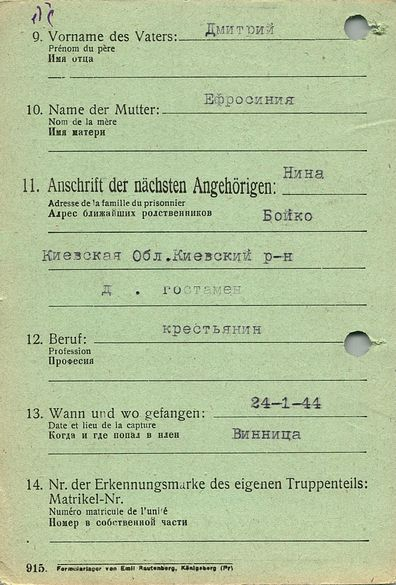 9. Vorname des Vaters: Дмитрий
Prénom du père
Имя отца
10. Name der Mutter: Ефросиния
Nom de la mère
Имя матери
11. Anschrift der nächsten Angehörigen: Нина
Adresse de la famille du prisonnier
Адрес ближайших родственников Бойко
Киевская Обл.Киевский р-н
д . гостамен
12. Beruf: крестьянин
Profession
Професия
13. Wann und wo gefangen: 24-1-44
Date et lieu de la capture
Когда и где попал в плен Винница
14. Nr. der Erkennungsmarke des eigenen Truppenteils:
Matrikel-Nr.
Numéro matricule de l'unité
Номер в собственной части
915. Formularlager von Emil Rautenberg, Königsberg (Pr)